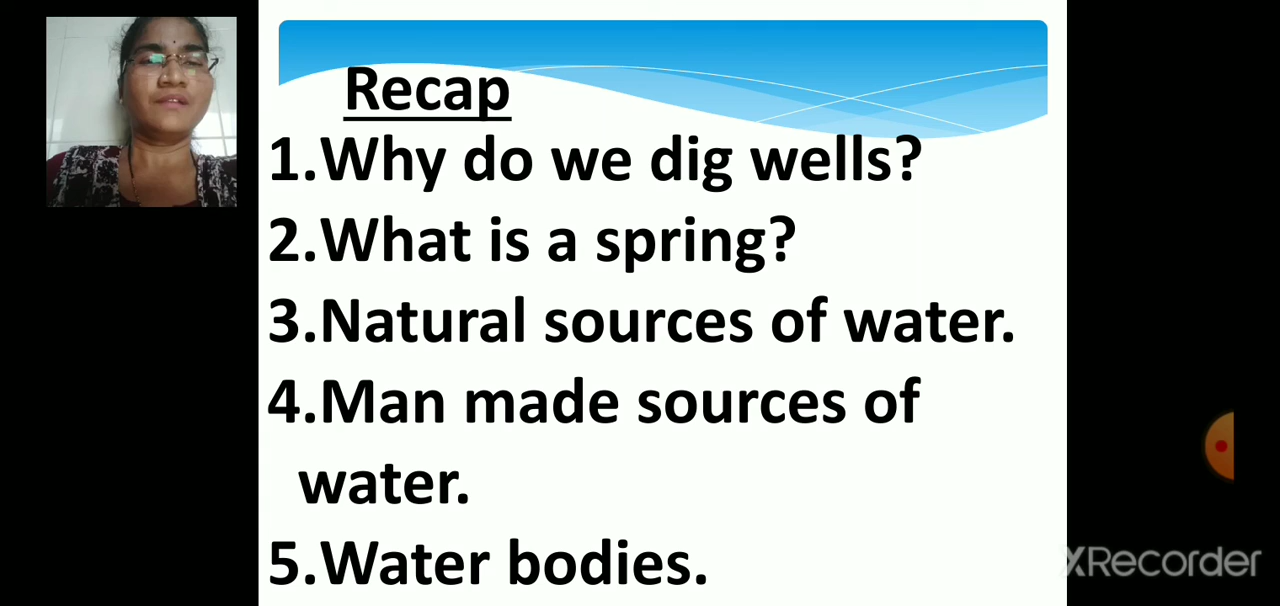 Recap
1.Why do we dig wells?
2.What is a spring?
3.Natural sources of water.
4.Man made sources of
water.
5.Water bodies.
XRecorder